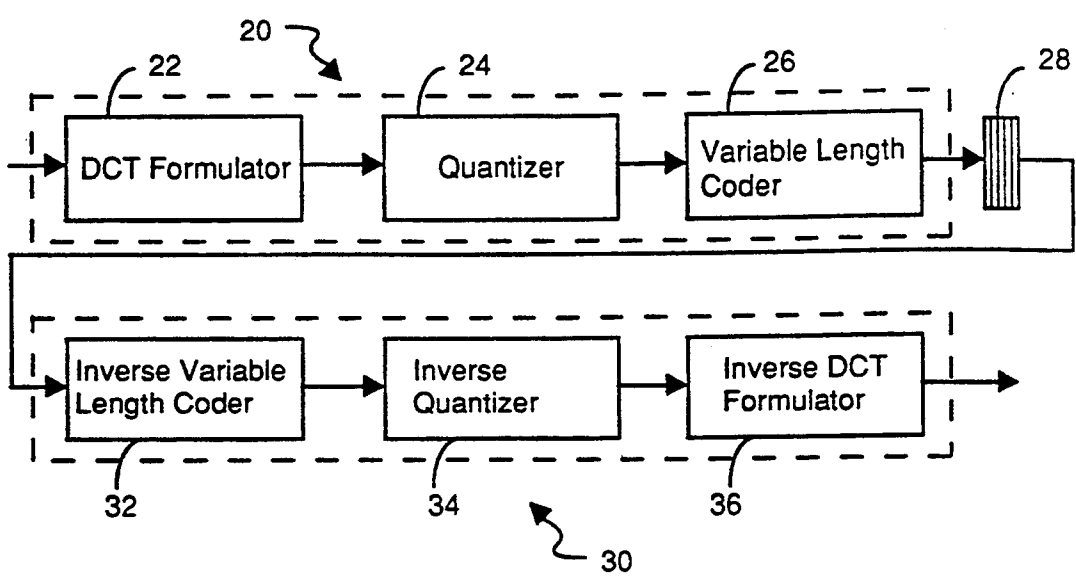 20
22
24
26
28
DCT Formulator
Quantizer
Variable Length
Coder
Inverse Variable
Length Coder
Inverse
Quantizer
Inverse DCT
Formulator
32
34
36
30